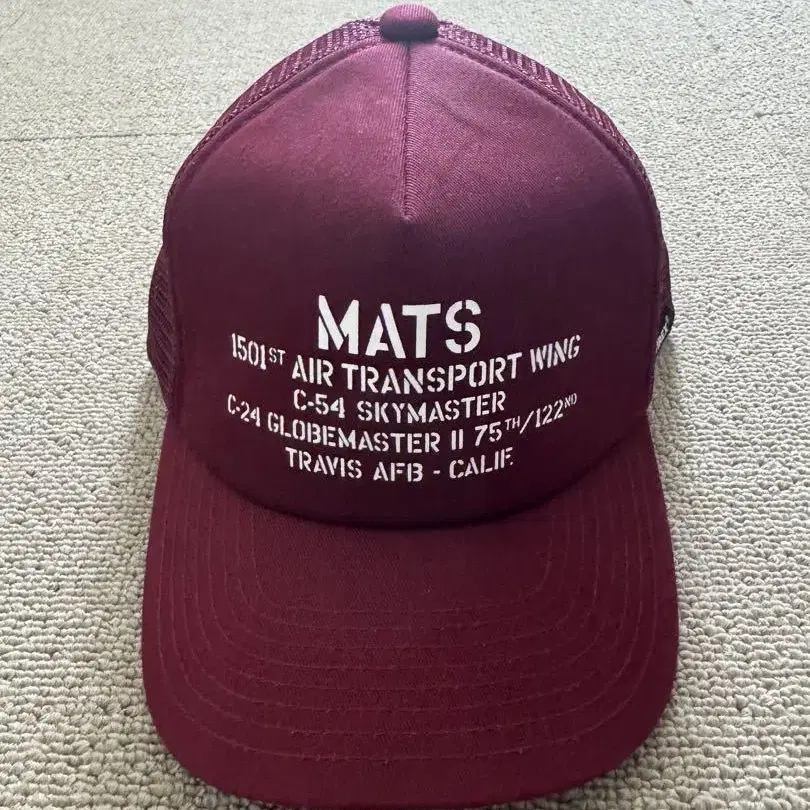 MATS
1501ST AIR TRANSPORT WING
C-54 SKYMASTER
C-24 GLOBEMASTER II 75TH/122ND
TRAVIS AFB - CALIF.